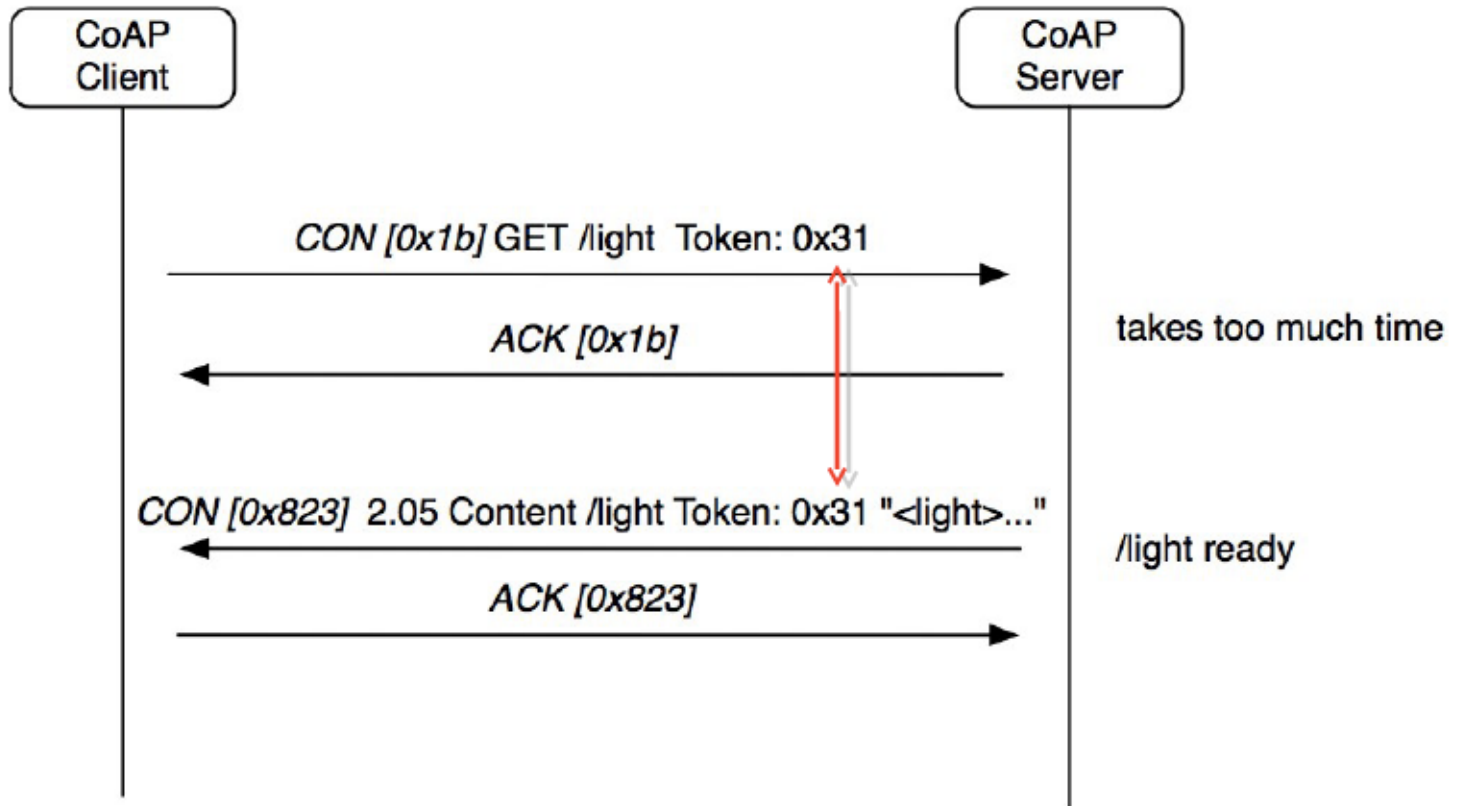 CoAP
Client
CoAP
Server
CON [0x1b] GET /light Token: 0x31
takes too much time
ACK [0x1b]
CON [0x823] 2.05 Content /light Token: 0x31 "<light>..."
/light ready
ACK [0x823]